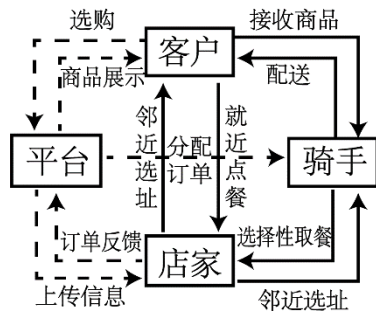 选购
接收商品
客户
商品展示
配送
邻近选址
就近点餐
分配
订单
平台
骑手
订单反馈
选择性取餐
店家
上传信息
邻近选址